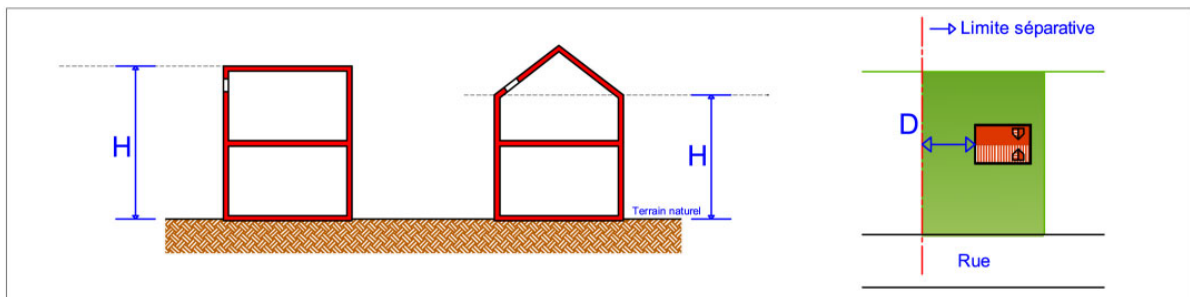 Limite séparative
H
H
D
Terrain naturel
Rue